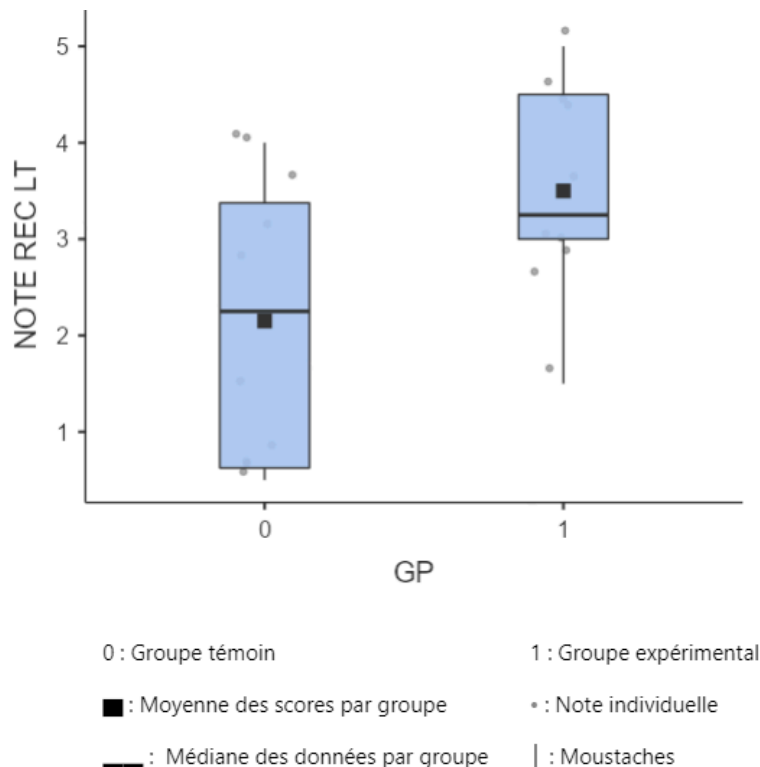 5
4
3
2
1
NOTE REC LT
0 1
GP
0 : Groupe témoin 1 : Groupe expérimental
: Moyenne des scores par groupe : Note individuelle
: Médiane des données par groupe : Moustaches